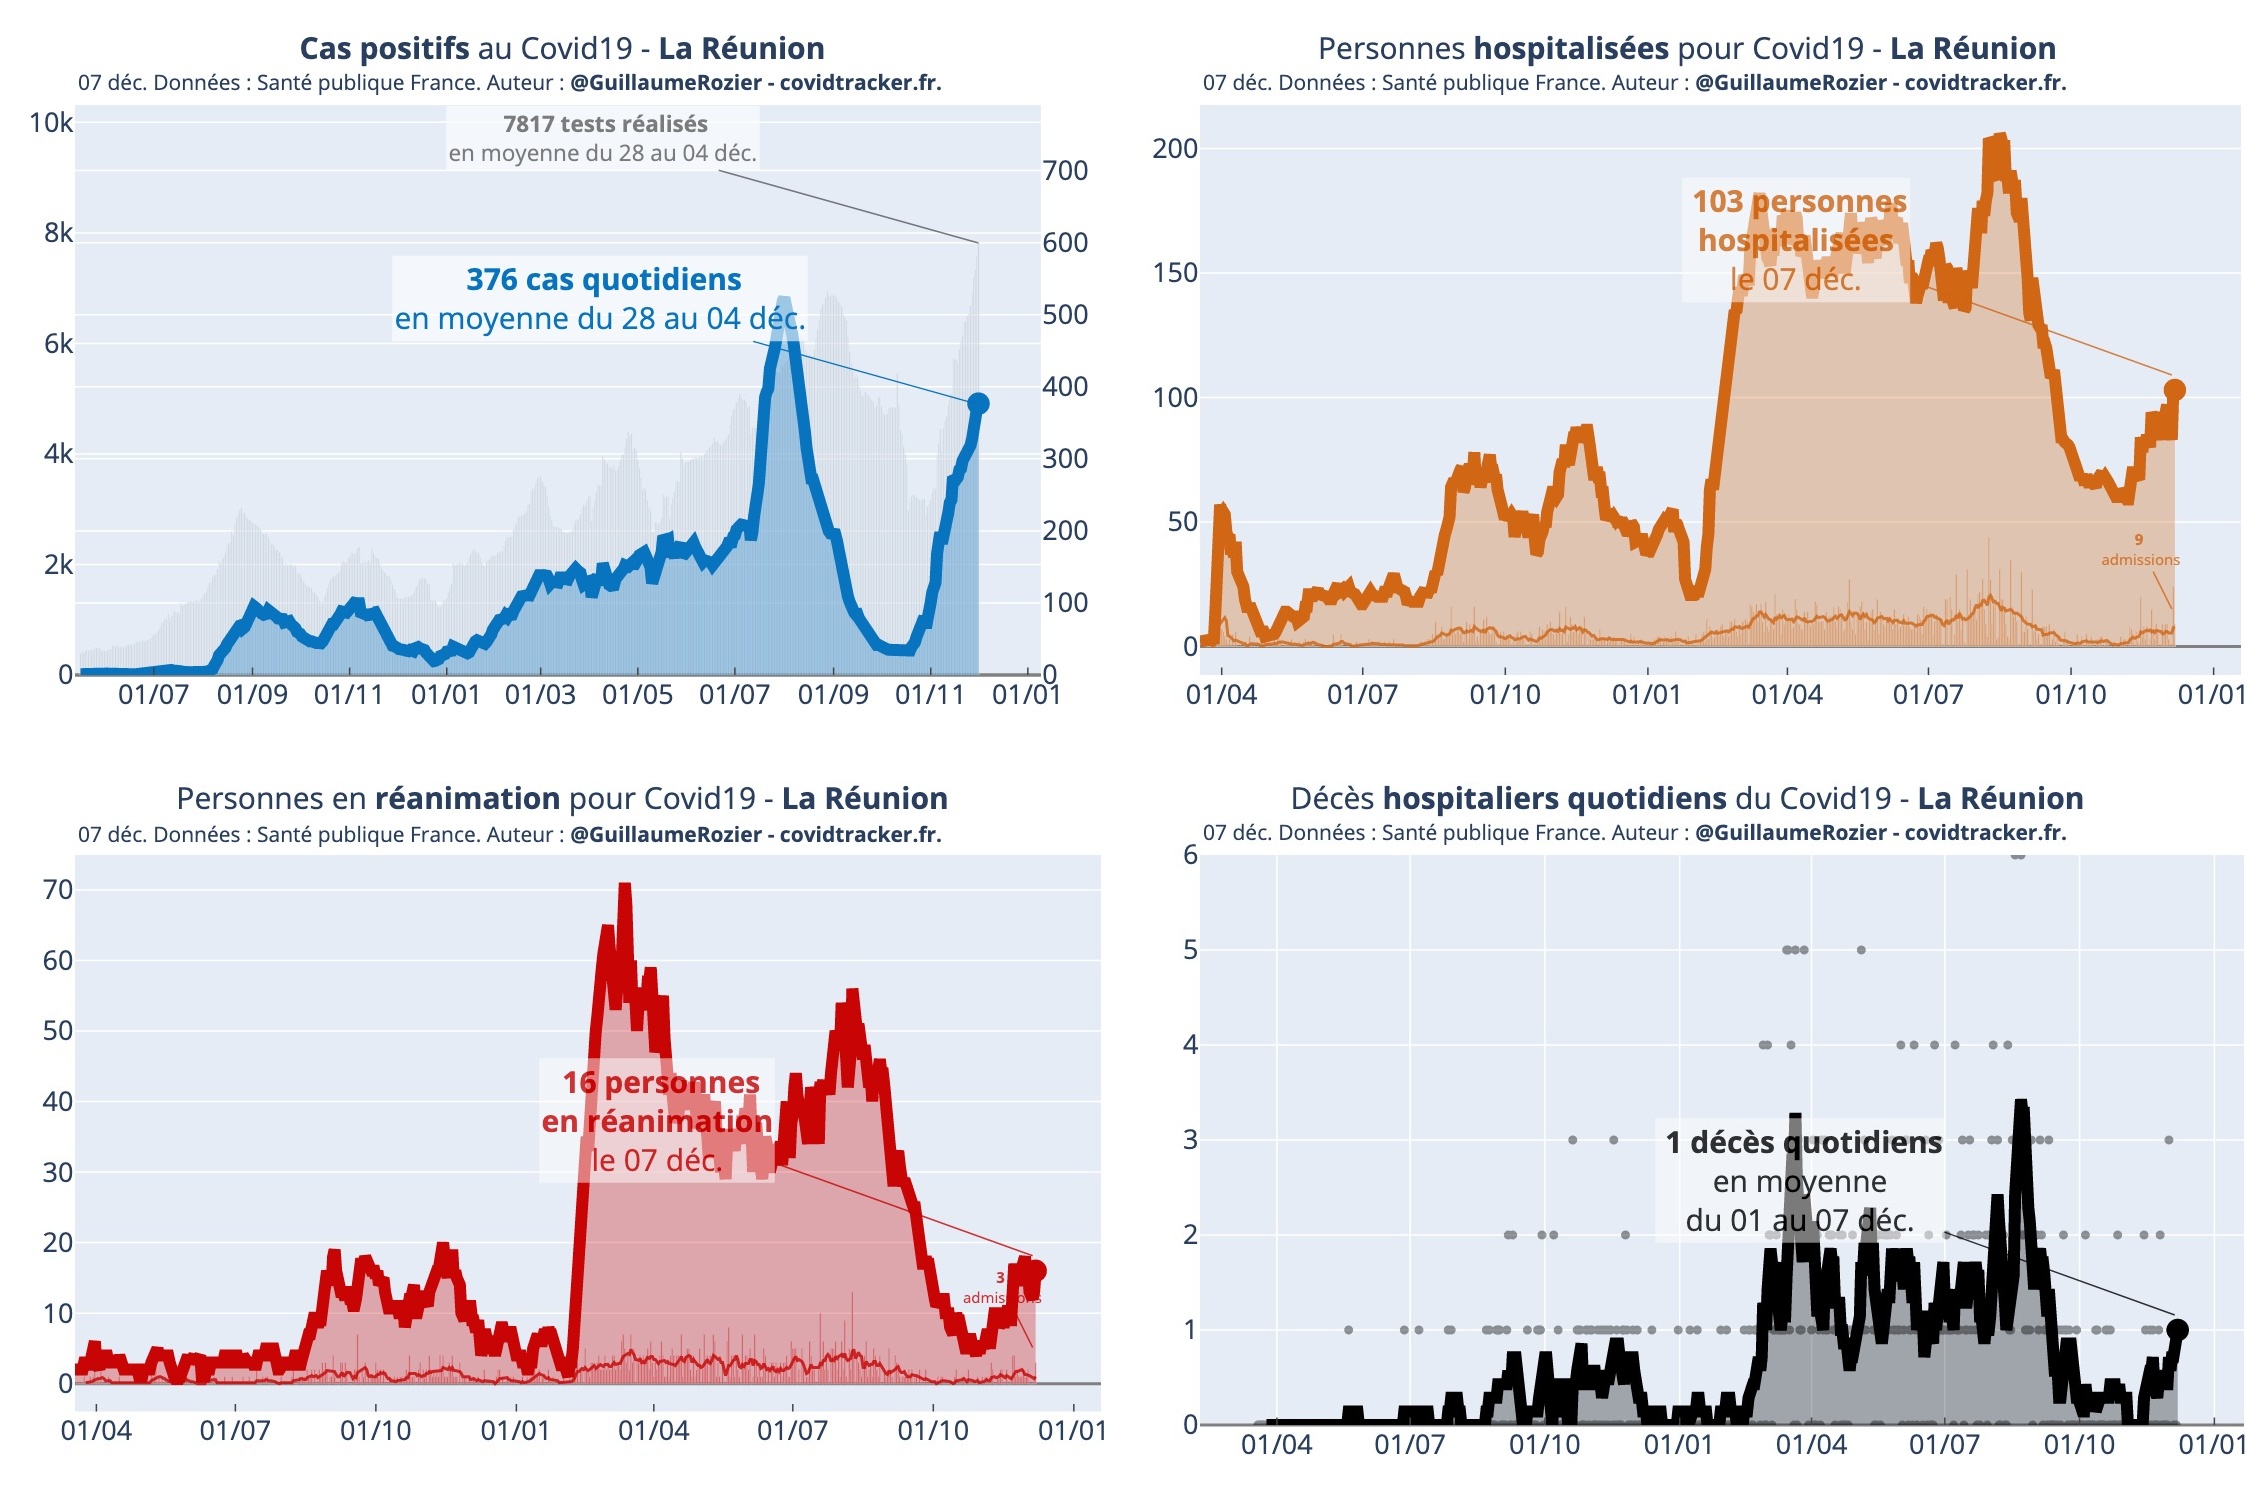 Cas positifs au Covid19 - La Réunion
07 déc. Données : Santé publique France. Auteur : @GuillaumeRozier - covidtracker.fr.
10k
8k
6k
4k
2k
0
7817 tests réalisés
en moyenne du 28 au 04 déc.
376 cas quotidiens
en moyenne du 28 au 04 déc.
700
600
500
400
300
200
100
0
01/07 01/09 01/11 01/01 01/03 01/05 01/07 01/09 01/11 01/01
Personnes hospitalisées pour Covid19 - La Réunion
07 déc. Données : Santé publique France. Auteur : @GuillaumeRozier - covidtracker.fr.
200
150
100
50
0
103 personnes
hospitalisées
le 07 déc.
9
admissions
01/04 01/07 01/10 01/01 01/04 01/07 01/10 01/01
Personnes en réanimation pour Covid19 - La Réunion
07 déc. Données : Santé publique France. Auteur : @GuillaumeRozier - covidtracker.fr.
70
60
50
40
30
20
10
0
16 personnes
en réanimation
le 07 déc.
3
admissions
01/04 01/07 01/10 01/01 01/04 01/07 01/10 01/01
Décès hospitaliers quotidiens du Covid19 - La Réunion
07 déc. Données : Santé publique France. Auteur : @GuillaumeRozier - covidtracker.fr.
6
5
4
3
2
1
0
1 décès quotidiens
en moyenne
du 01 au 07 déc.
01/04 01/07 01/10 01/01 01/04 01/07 01/10 01/01